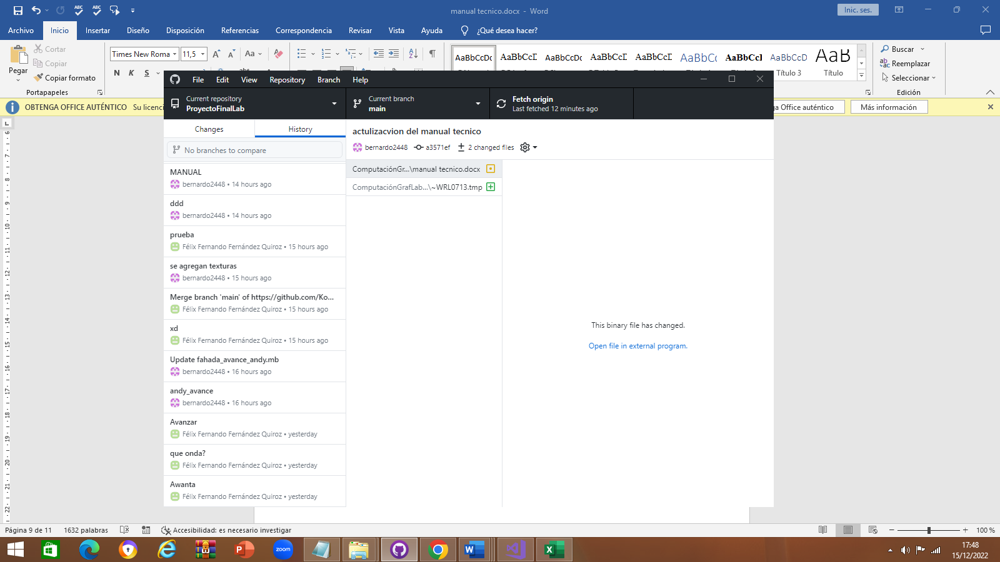 manual tecnico.docx - Word
Inic. ses.
Archivo
Inicio
Insertar
Diseño
Disposición
Referencias
Correspondencia
Revisar
Vista
Ayuda
¿Qué desea hacer?
Pegar
Cortar
Copiar
Copiar formato
Portapapeles
Times New Roma
11,5
Aa
N K S
AaBbCcDc
AaBbCcD
AaBbCcDc
AaBbCcD
AaBbCcD
AaBbCc
AaBbCcI
AaBbCcD
AaB
Título 3
Título
Buscar
Reemplazar
Seleccionar
Edición
OBTENGA OFFICE AUTÉNTICO
Office auténtico
Más información
File
Edit
View
Repository
Branch
Help
Current repository
ProyectoFinalLab
Current branch
main
Fetch origin
Last fetched 12 minutes ago
Changes
History
No branches to compare
MANUAL
bernardo2448 • 14 hours ago
ddd
bernardo2448 • 14 hours ago
prueba
Félix Fernando Fernández Quiroz • 15 hours ago
se agregan texturas
bernardo2448 • 15 hours ago
Merge branch 'main' of https://github.com/Ko...
Félix Fernando Fernández Quiroz • 15 hours ago
xd
Félix Fernando Fernández Quiroz • 15 hours ago
Update fahada_avance_andy.mb
bernardo2448 • 16 hours ago
andy_avance
bernardo2448 • 16 hours ago
Avanzar
Félix Fernando Fernández Quiroz • yesterday
que onda?
Félix Fernando Fernández Quiroz • yesterday
Awanta
Félix Fernando Fernández Quiroz • yesterday
actulizacvion del manual tecnico
bernardo2448 a3571ef 2 changed files
ComputaciónGr...\manual tecnico.docx
ComputaciónGrafLab...\~WRL0713.tmp
This binary file has changed.
Open file in external program.
Página 9 de 11
1632 palabras
Accesibilidad: es necesario investigar
100 %
zoom
17:48
15/12/2022